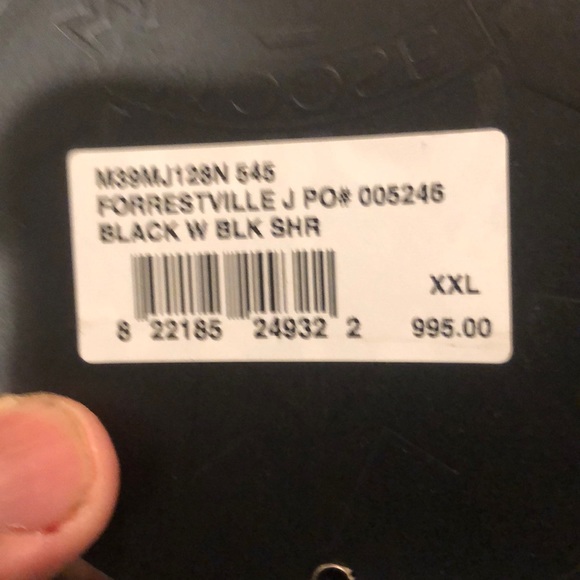 M39MJ128N 545
FORRESTVILLE J PO# 005246
BLACK W BLK SHR
XXL
8 22185 24932 2 995.00